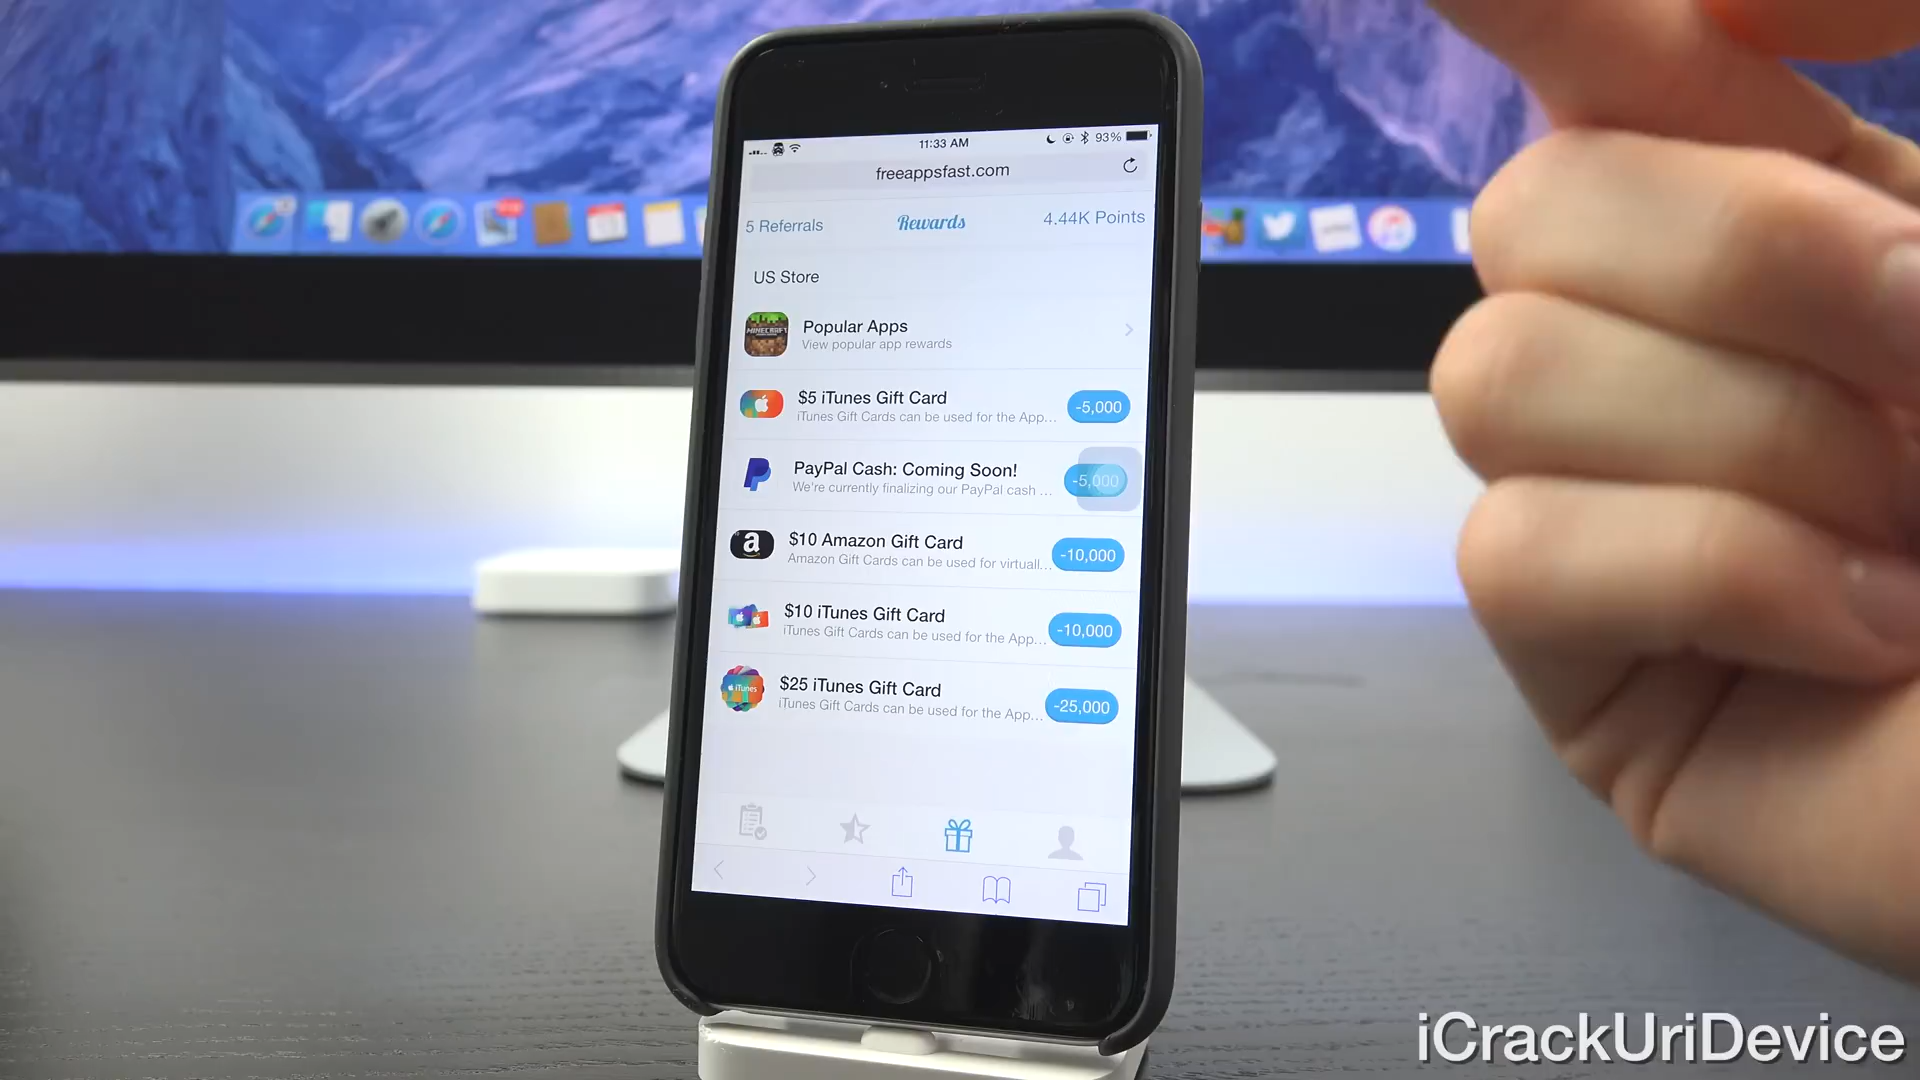 11:33 AM
93%
freeappsfast.com
5 Referrals
Rewards
4.44K Points
US Store
MINECRAFT
Popular Apps
View popular app rewards
$5 iTunes Gift Card
iTunes Gift Cards can be used for the App...
-5,000
PayPal Cash: Coming Soon!
We're currently finalizing our PayPal cash ...
-5,000
a
$10 Amazon Gift Card
Amazon Gift Cards can be used for virtuall...
-10,000
$10 iTunes Gift Card
iTunes Gift Cards can be used for the App...
-10,000
iTunes
$25 iTunes Gift Card
iTunes Gift Cards can be used for the App...
-25,000
iCrackUriDevice